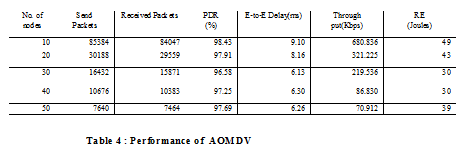 No. of nodes Send Packets Received Packets PDR (%) E-to-E Delay(ms) Through put(Kbps) RE (Joules)
10 85384 84047 98.43 9.10 680.836 49
20 30188 29559 97.91 8.16 321.225 43
30 16432 15871 96.58 6.13 219.536 30
40 10676 10383 97.25 6.30 86.830 30
50 7640 7464 97.69 6.26 70.912 39
Table 4 : Performance of AOMDV